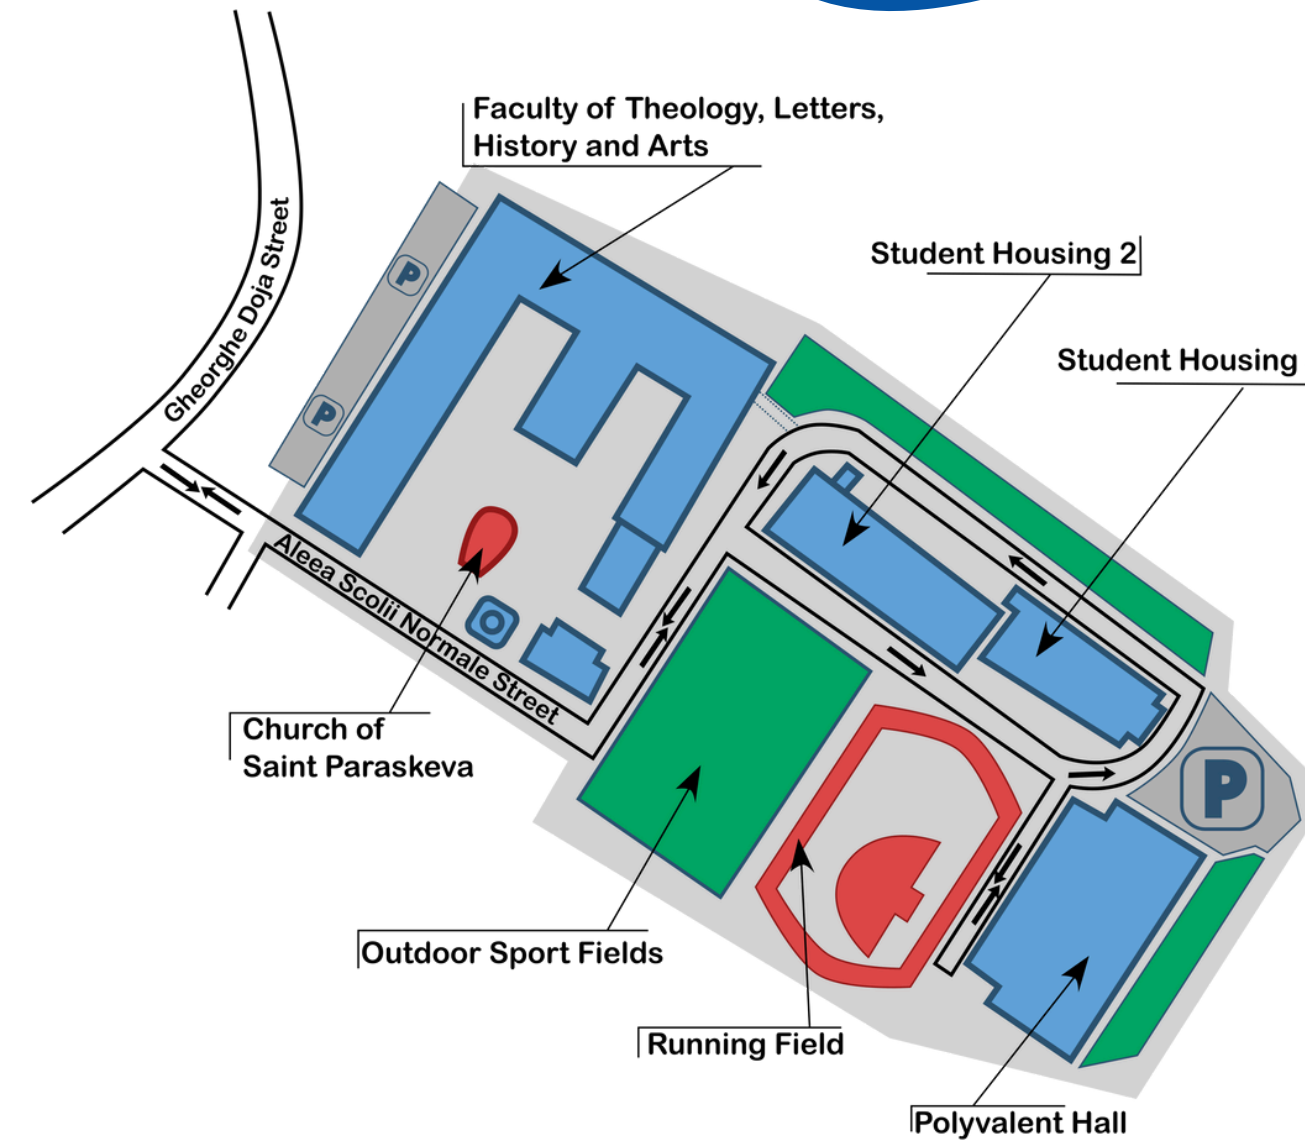 Faculty of Theology, Letters,
History and Arts
Student Housing 2
Student Housing
Gheorghe Doja Street
P
P
Aleea Scolii Normale Street
Church of
Saint Paraskeva
P
Outdoor Sport Fields
Running Field
Polyvalent Hall